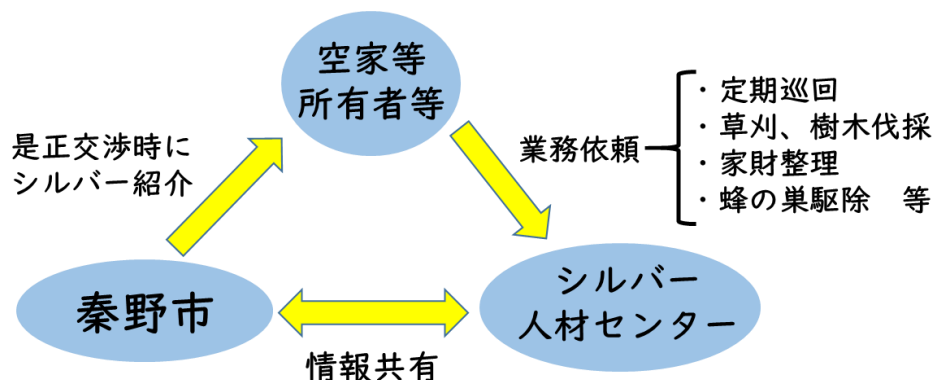 空家等
所有者等
是正交渉時に
シルバー紹介
業務依頼
・定期巡回
・草刈、樹木伐採
・家財整理
・蜂の巣駆除　等
秦野市
シルバー
人材センター
情報共有